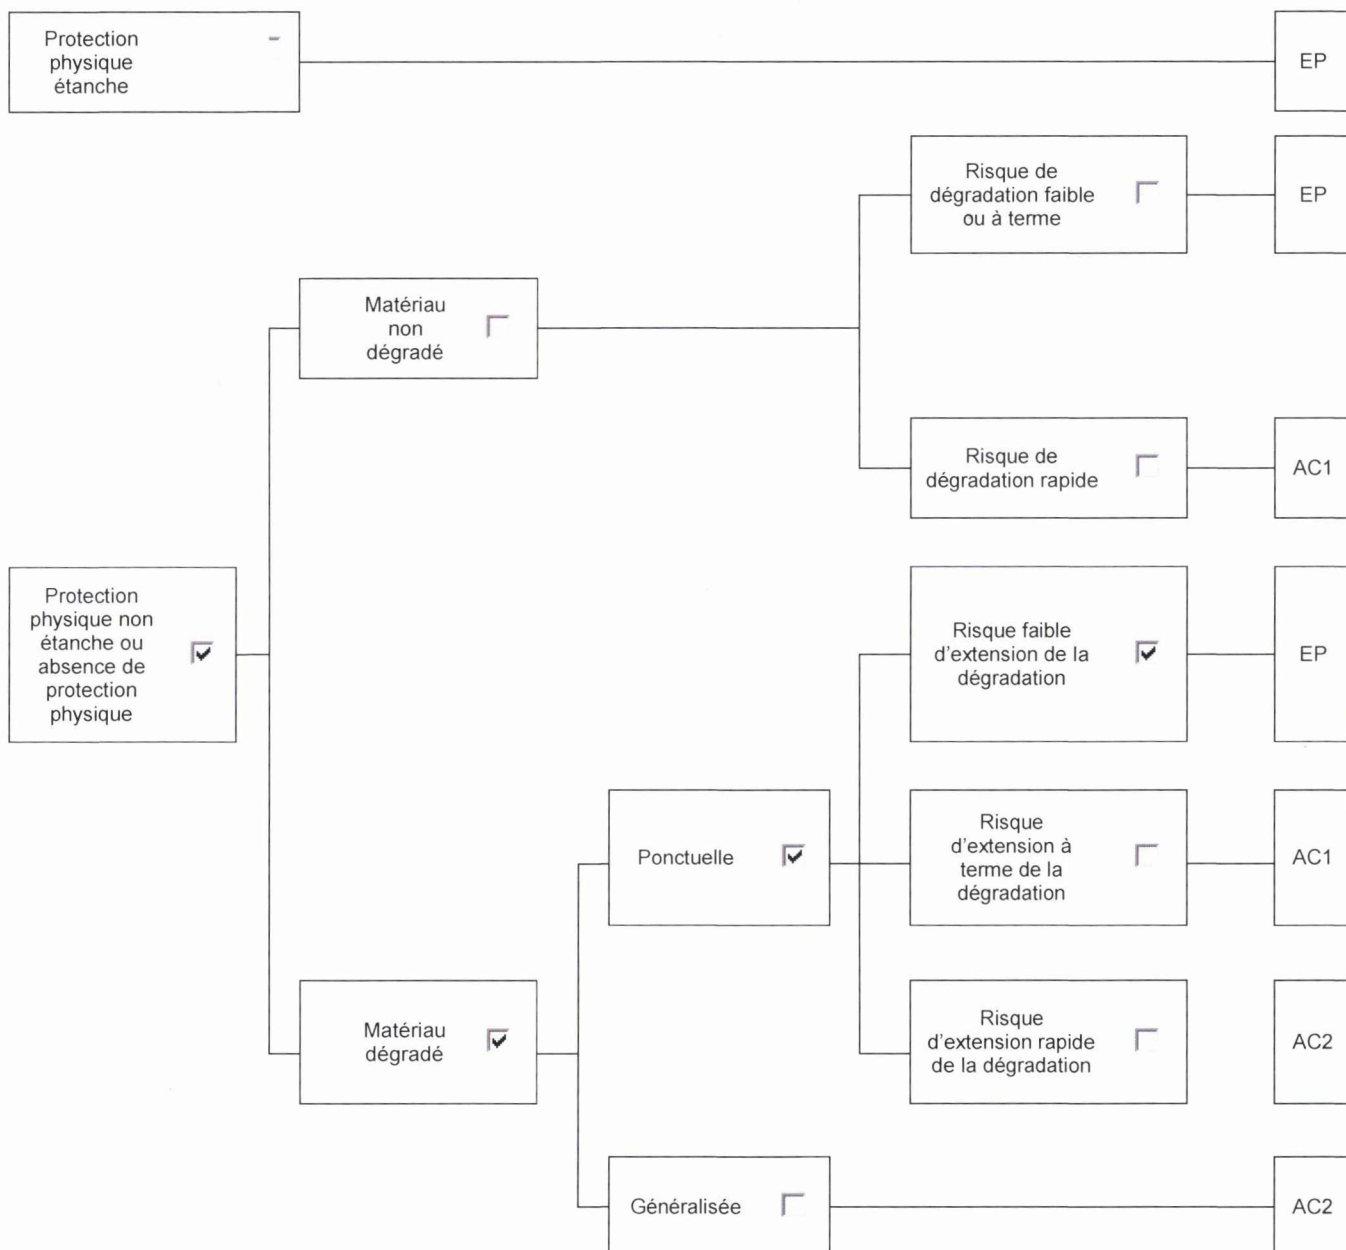 Protection
physique
étanche
EP
Risque de
dégradation faible
ou à terme
EP
Matériau
non
dégradé
Risque de
dégradation rapide
AC1
Protection
physique non
étanche ou
absence de
protection
physique
Risque faible
d'extension de la
dégradation
EP
Ponctuelle
Risque
d'extension à
terme de la
dégradation
AC1
Matériau
dégradé
Risque
d'extension rapide
de la dégradation
AC2
Généralisée
AC2